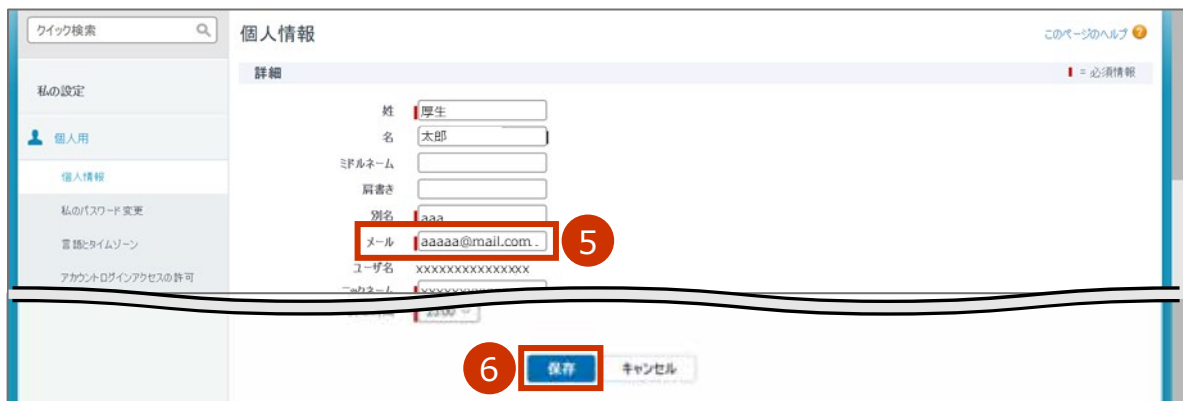 クイック検索
個人情報
このページのヘルプ ?
詳細
= 必須情報
私の設定
姓 厚生
個人用
名 太郎
ミドルネーム
個人情報
肩書き
私のパスワード変更
別名 aaa
言語とタイムゾーン
メール aaaaa@mail.com. 5
ユーザ名 xxxxxxxxxxxxxxx
アカウントログインアクセスの許可
23:00
6 保存 キャンセル